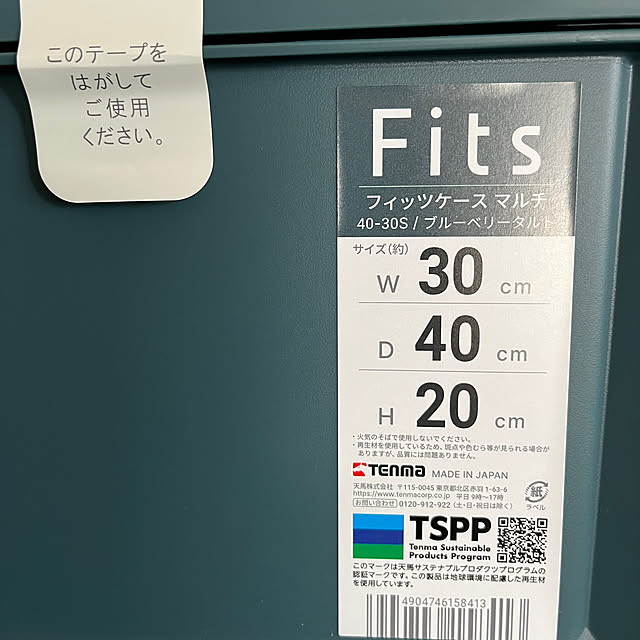 このテープを
はがして
ご使用
ください。
Fits
フィッツケース マルチ
40-30S / ブルーベリータルト
サイズ(約)
W 30 cm
D 40 cm
H 20 cm
・火気のそばで使用しないでください。
・再生材を使用しているため、斑点や色むら等が見られる場合が
ありますが、品質には問題ありません。
TENMA MADE IN JAPAN
天馬株式会社 〒115-0045 東京都北区赤羽 1-63-6
https://www.tenmacorp.co.jp 平日 9時〜17時
お問い合わせ 0120-912-922 (土・日・祝日は除く)
紙
ラベル
TSPP
Tenma Sustainable
Products Program
このマークは天馬サステナブルプロダクツプログラムの
認証マークです。この製品は地球環境に配慮した再生材
を使用しています。
4904746158413